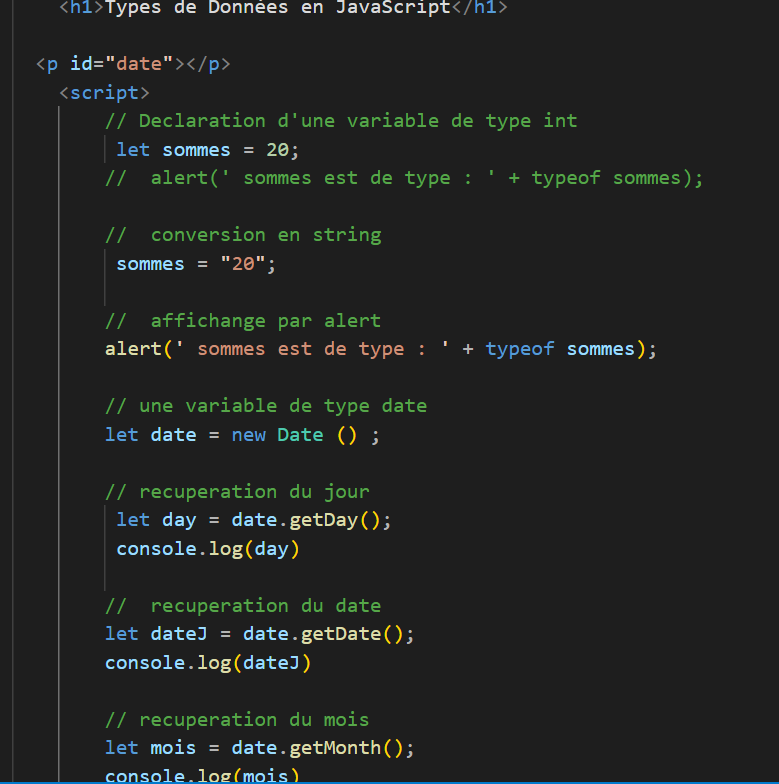 <h1>Types de Données en JavaScript</h1>
<p id="date"></p>
<script>
// Declaration d'une variable de type int
let sommes = 20;
//  alert(' sommes est de type : ' + typeof sommes);
//  conversion en string
sommes = "20";
//  affichange par alert
alert(' sommes est de type : ' + typeof sommes);
// une variable de type date
let date = new Date () ;
// recuperation du jour
let day = date.getDay();
console.log(day)
//  recuperation du date
let dateJ = date.getDate();
console.log(dateJ)
// recuperation du mois
let mois = date.getMonth();
console.log(mois)